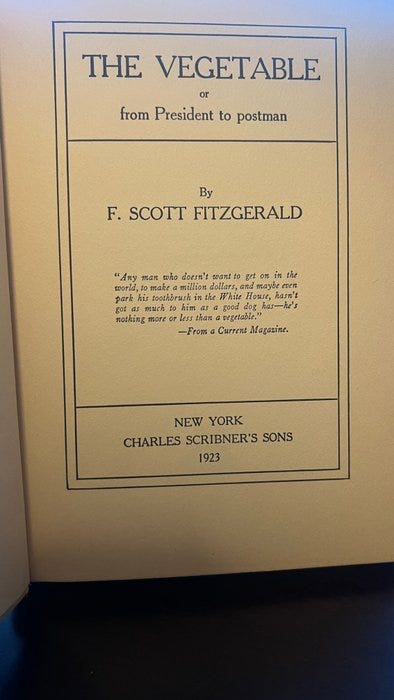 THE VEGETABLE
or
from President to postman
By
F. SCOTT FITZGERALD
"Any man who doesn't want to get on in the
world, to make a million dollars, and maybe even
park his toothbrush in the White House, hasn't
got as much to him as a good dog has—he's
nothing more or less than a vegetable."
—From a Current Magazine.
NEW YORK
CHARLES SCRIBNER'S SONS
1923